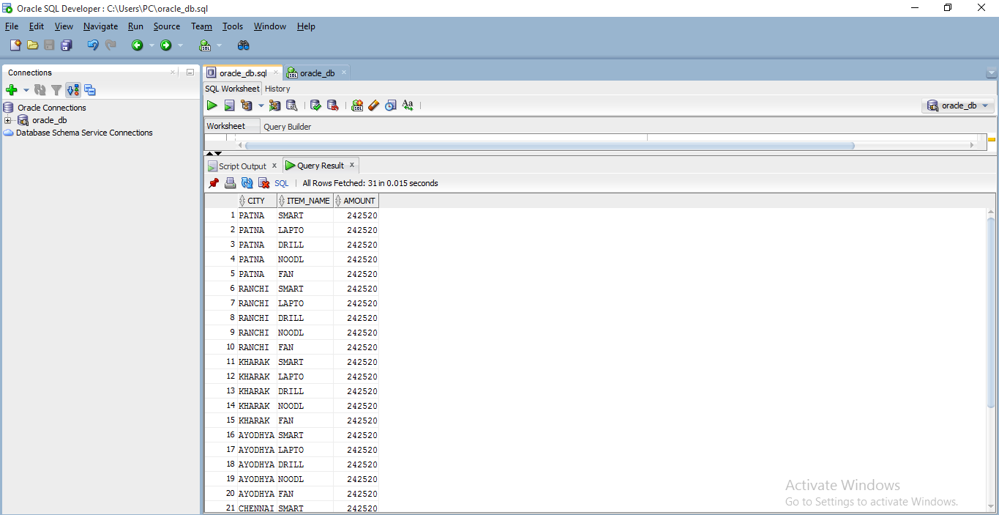 Oracle SQL Developer : C:\Users\PC\oracle_db.sql
File Edit View Navigate Run Source Team Tools Window Help
Connections
Oracle Connections
oracle_db
Database Schema Service Connections
oracle_db.sql oracle_db
SQL Worksheet History
oracle_db
Worksheet Query Builder
Script Output Query Result
SQL All Rows Fetched: 31 in 0.015 seconds
CITY ITEM_NAME AMOUNT
1 PATNA SMART 242520
2 PATNA LAPTO 242520
3 PATNA DRILL 242520
4 PATNA NOODL 242520
5 PATNA FAN 242520
6 RANCHI SMART 242520
7 RANCHI LAPTO 242520
8 RANCHI DRILL 242520
9 RANCHI NOODL 242520
10 RANCHI FAN 242520
11 KHARAK SMART 242520
12 KHARAK LAPTO 242520
13 KHARAK DRILL 242520
14 KHARAK NOODL 242520
15 KHARAK FAN 242520
16 AYODHYA SMART 242520
17 AYODHYA LAPTO 242520
18 AYODHYA DRILL 242520
19 AYODHYA NOODL 242520
20 AYODHYA FAN 242520
21 CHENNAI SMART 242520
Activate Windows
Go to Settings to activate Windows.